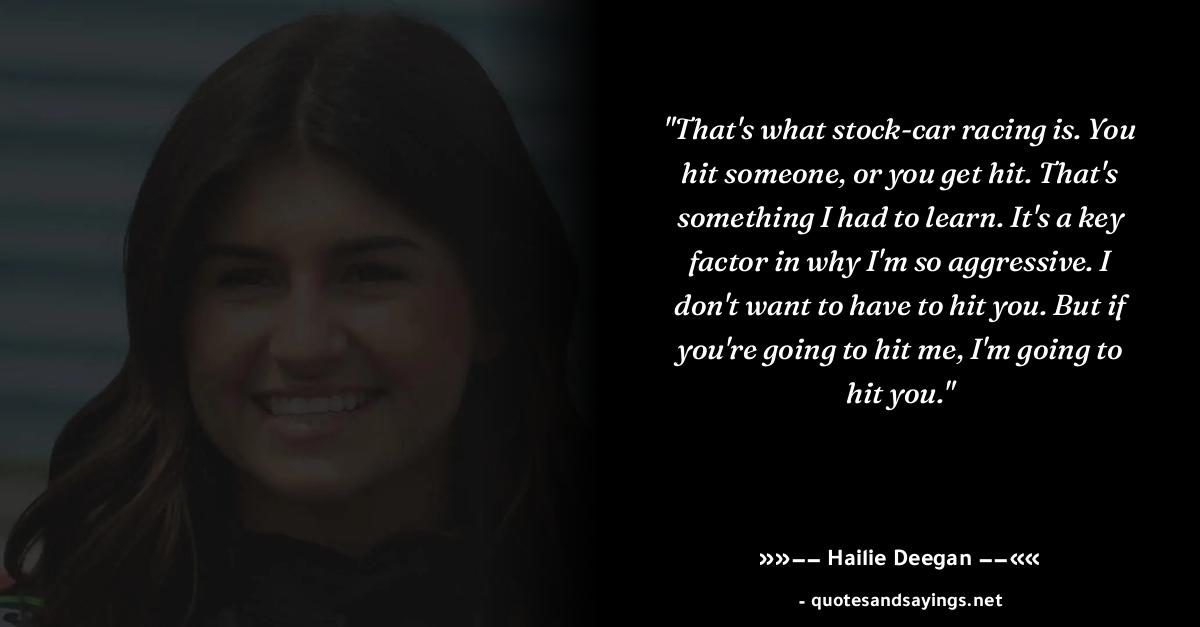 "That's what stock-car racing is. You
hit someone, or you get hit. That's
something I had to learn. It's a key
factor in why I'm so aggressive. I
don't want to have to hit you. But if
you're going to hit me, I'm going to
hit you."
»»–– Hailie Deegan ––««
- quotesandsayings.net